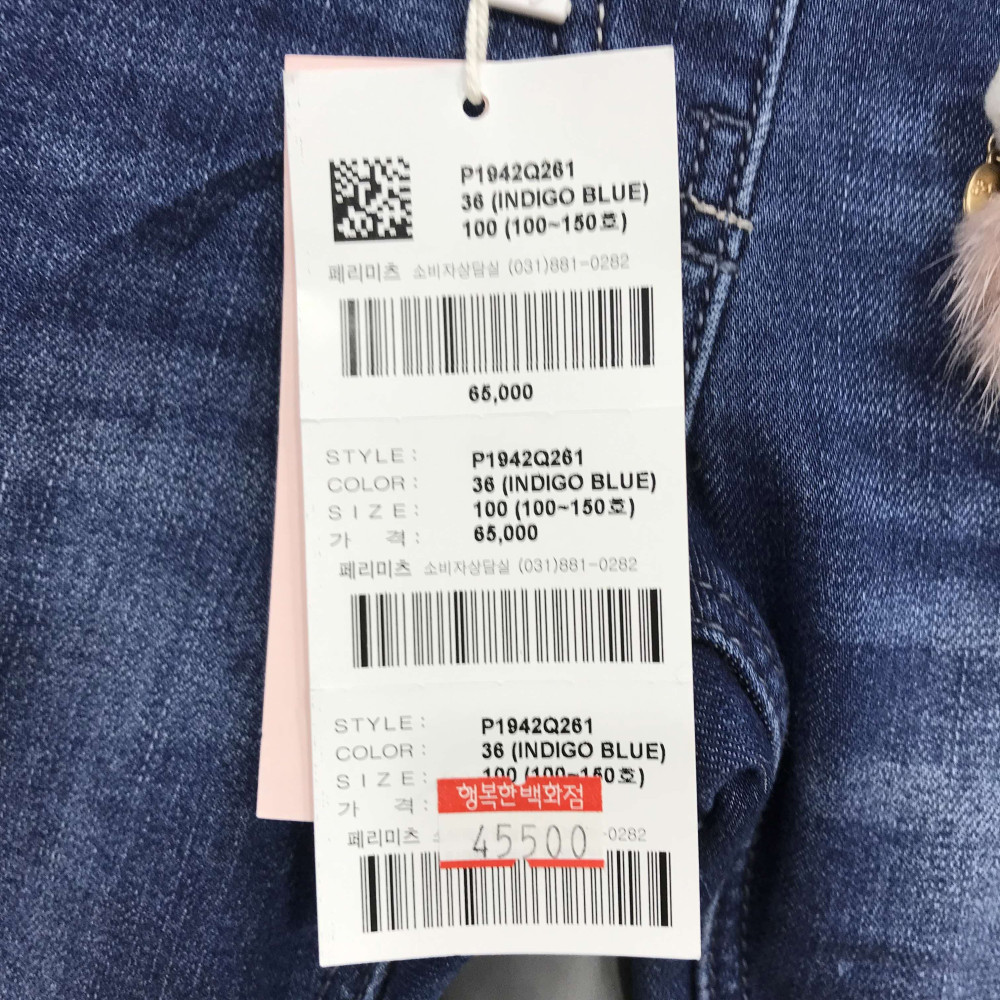 P1942Q261
36 (INDIGO BLUE)
100 (100~150호)
페리미츠 소비자상담실 (031)881-0282
65,000
STYLE: P1942Q261
COLOR: 36 (INDIGO BLUE)
SIZE: 100 (100~150호)
가 격: 65,000
페리미츠 소비자상담실 (031)881-0282
STYLE: P1942Q261
COLOR: 36 (INDIGO BLUE)
SIZE: 100 (100~150호)
가 격:
행복한백화점
페리미츠 -0282
45500